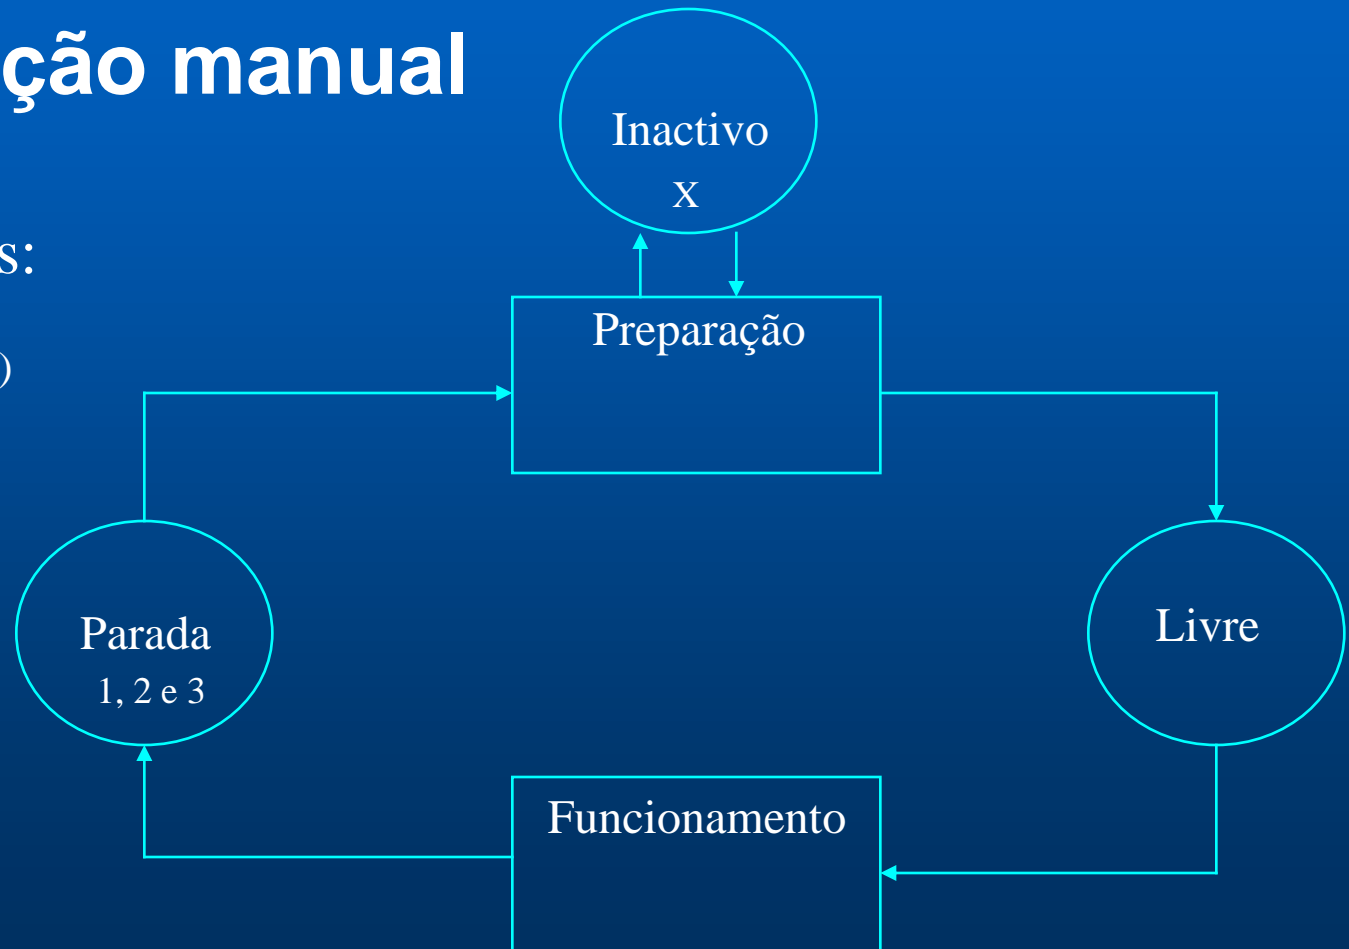 ção manual
Inactivo
X
s:
Preparação
)
Parada
1, 2 e 3
Livre
Funcionamento